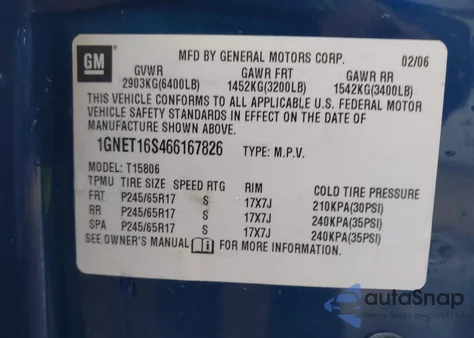 GM
MFD BY GENERAL MOTORS CORP. 02/06
GVWR GAWR FRT GAWR RR
2903KG(6400LB) 1452KG(3200LB) 1542KG(3400LB)
THIS VEHICLE CONFORMS TO ALL APPLICABLE U.S. FEDERAL MOTOR
VEHICLE SAFETY STANDARDS IN EFFECT ON THE DATE OF
MANUFACTURE SHOWN ABOVE.
1GNET16S466167826 TYPE: M.P.V.
MODEL: T15806
TPMU TIRE SIZE SPEED RTG RIM COLD TIRE PRESSURE
FRT P245/65R17 S 17X7J 210KPA(30PSI)
RR P245/65R17 S 17X7J 240KPA(35PSI)
SPA P245/65R17 S 17X7J 240KPA(35PSI)
SEE OWNER'S MANUAL FOR MORE INFORMATION.
autoSnap